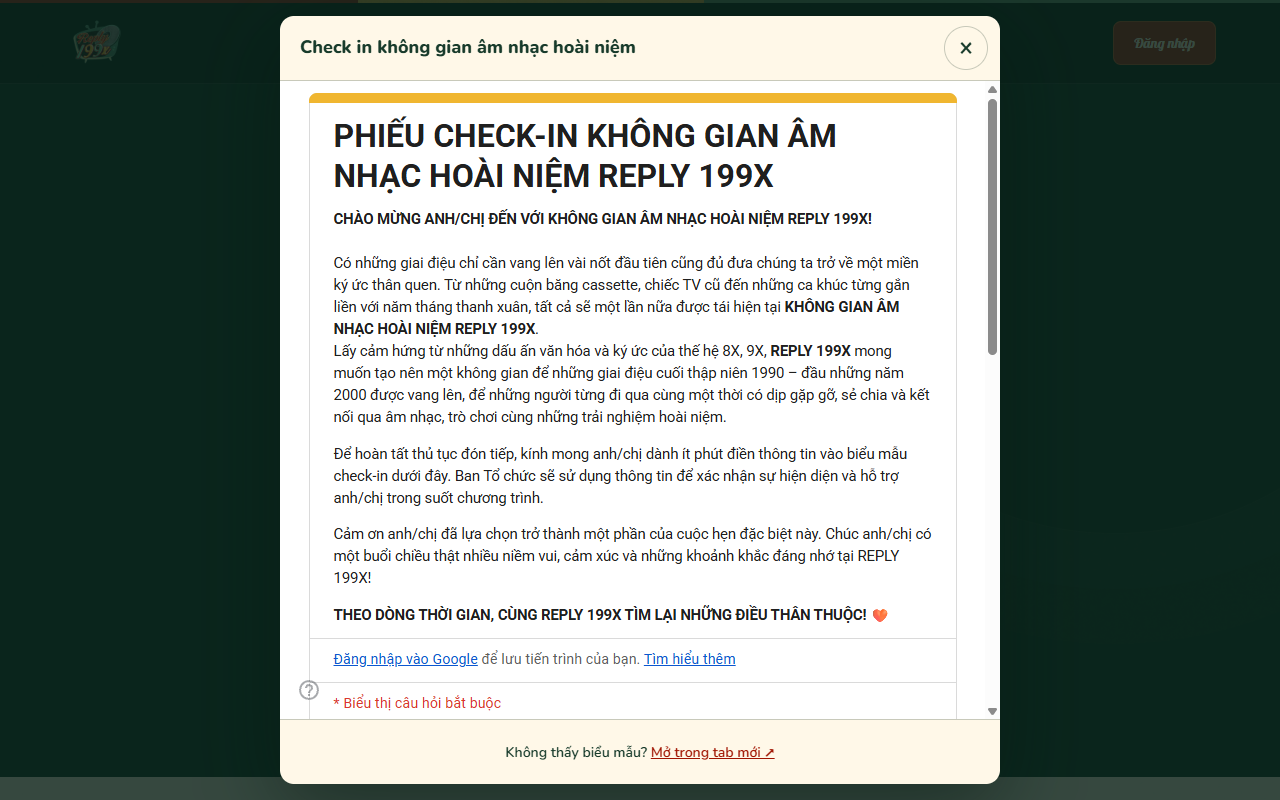 Reply 199x
Đăng nhập
Check in không gian âm nhạc hoài niệm
PHIẾU CHECK-IN KHÔNG GIAN ÂM
NHẠC HOÀI NIỆM REPLY 199X
CHÀO MỪNG ANH/CHỊ ĐẾN VỚI KHÔNG GIAN ÂM NHẠC HOÀI NIỆM REPLY 199X!
Có những giai điệu chỉ cần vang lên vài nốt đầu tiên cũng đủ đưa chúng ta trở về một miền
ký ức thân quen. Từ những cuộn băng cassette, chiếc TV cũ đến những ca khúc từng gắn
liền với năm tháng thanh xuân, tất cả sẽ một lần nữa được tái hiện tại KHÔNG GIAN ÂM
NHẠC HOÀI NIỆM REPLY 199X.
Lấy cảm hứng từ những dấu ấn văn hóa và ký ức của thế hệ 8X, 9X, REPLY 199X mong
muốn tạo nên một không gian để những giai điệu cuối thập niên 1990 – đầu những năm
2000 được vang lên, để những người từng đi qua cùng một thời có dịp gặp gỡ, sẻ chia và kết
nối qua âm nhạc, trò chơi cùng những trải nghiệm hoài niệm.
Để hoàn tất thủ tục đón tiếp, kính mong anh/chị dành ít phút điền thông tin vào biểu mẫu
check-in dưới đây. Ban Tổ chức sẽ sử dụng thông tin để xác nhận sự hiện diện và hỗ trợ
anh/chị trong suốt chương trình.
Cảm ơn anh/chị đã lựa chọn trở thành một phần của cuộc hẹn đặc biệt này. Chúc anh/chị có
một buổi chiều thật nhiều niềm vui, cảm xúc và những khoảnh khắc đáng nhớ tại REPLY
199X!
THEO DÒNG THỜI GIAN, CÙNG REPLY 199X TÌM LẠI NHỮNG ĐIỀU THÂN THUỘC! 🧡
Đăng nhập vào Google để lưu tiến trình của bạn. Tìm hiểu thêm
* Biểu thị câu hỏi bắt buộc
Không thấy biểu mẫu? Mở trong tab mới ↗